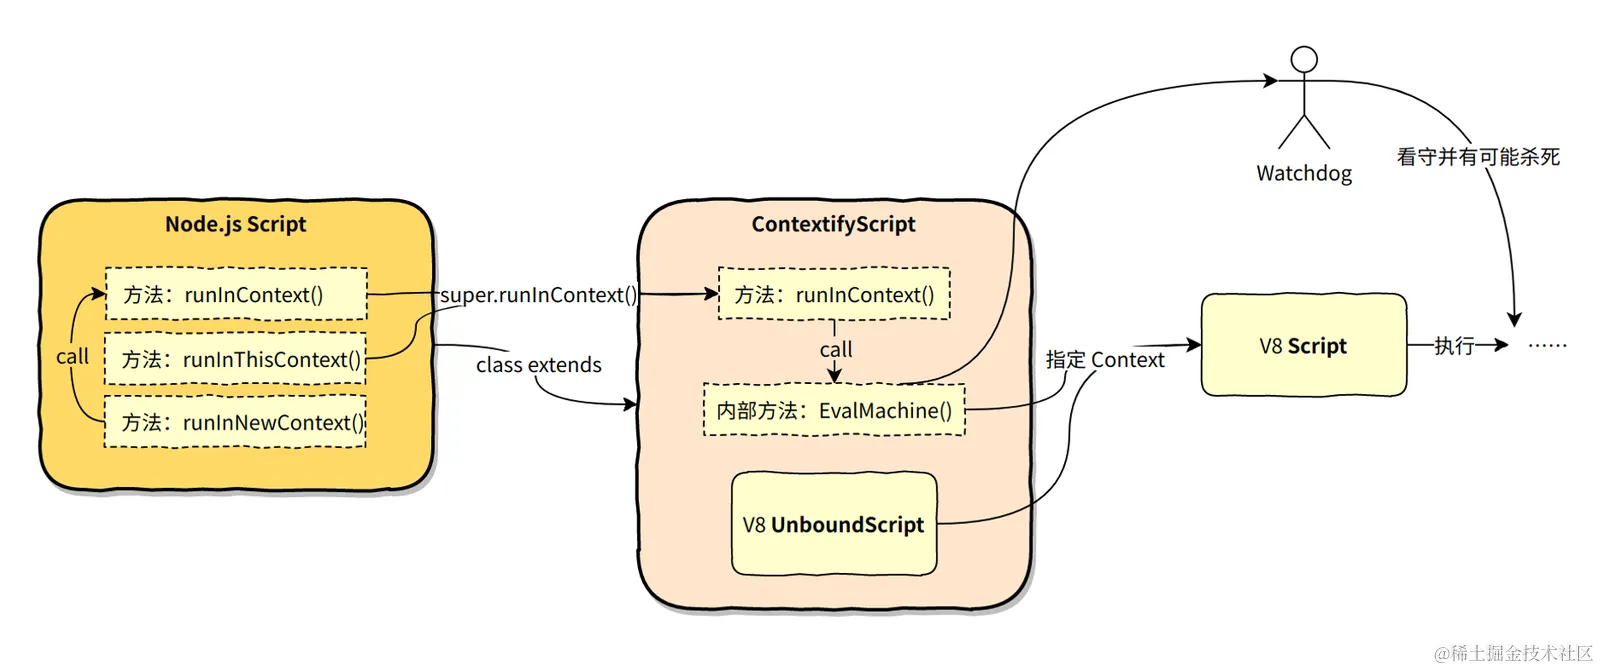 Node.js Script
方法：runInContext()
方法：runInThisContext()
方法：runInNewContext()
call
super.runInContext()
class extends
ContextifyScript
方法：runInContext()
call
内部方法：EvalMachine()
V8 UnboundScript
指定 Context
Watchdog
看守并有可能杀死
V8 Script
执行
……
@稀土掘金技术社区